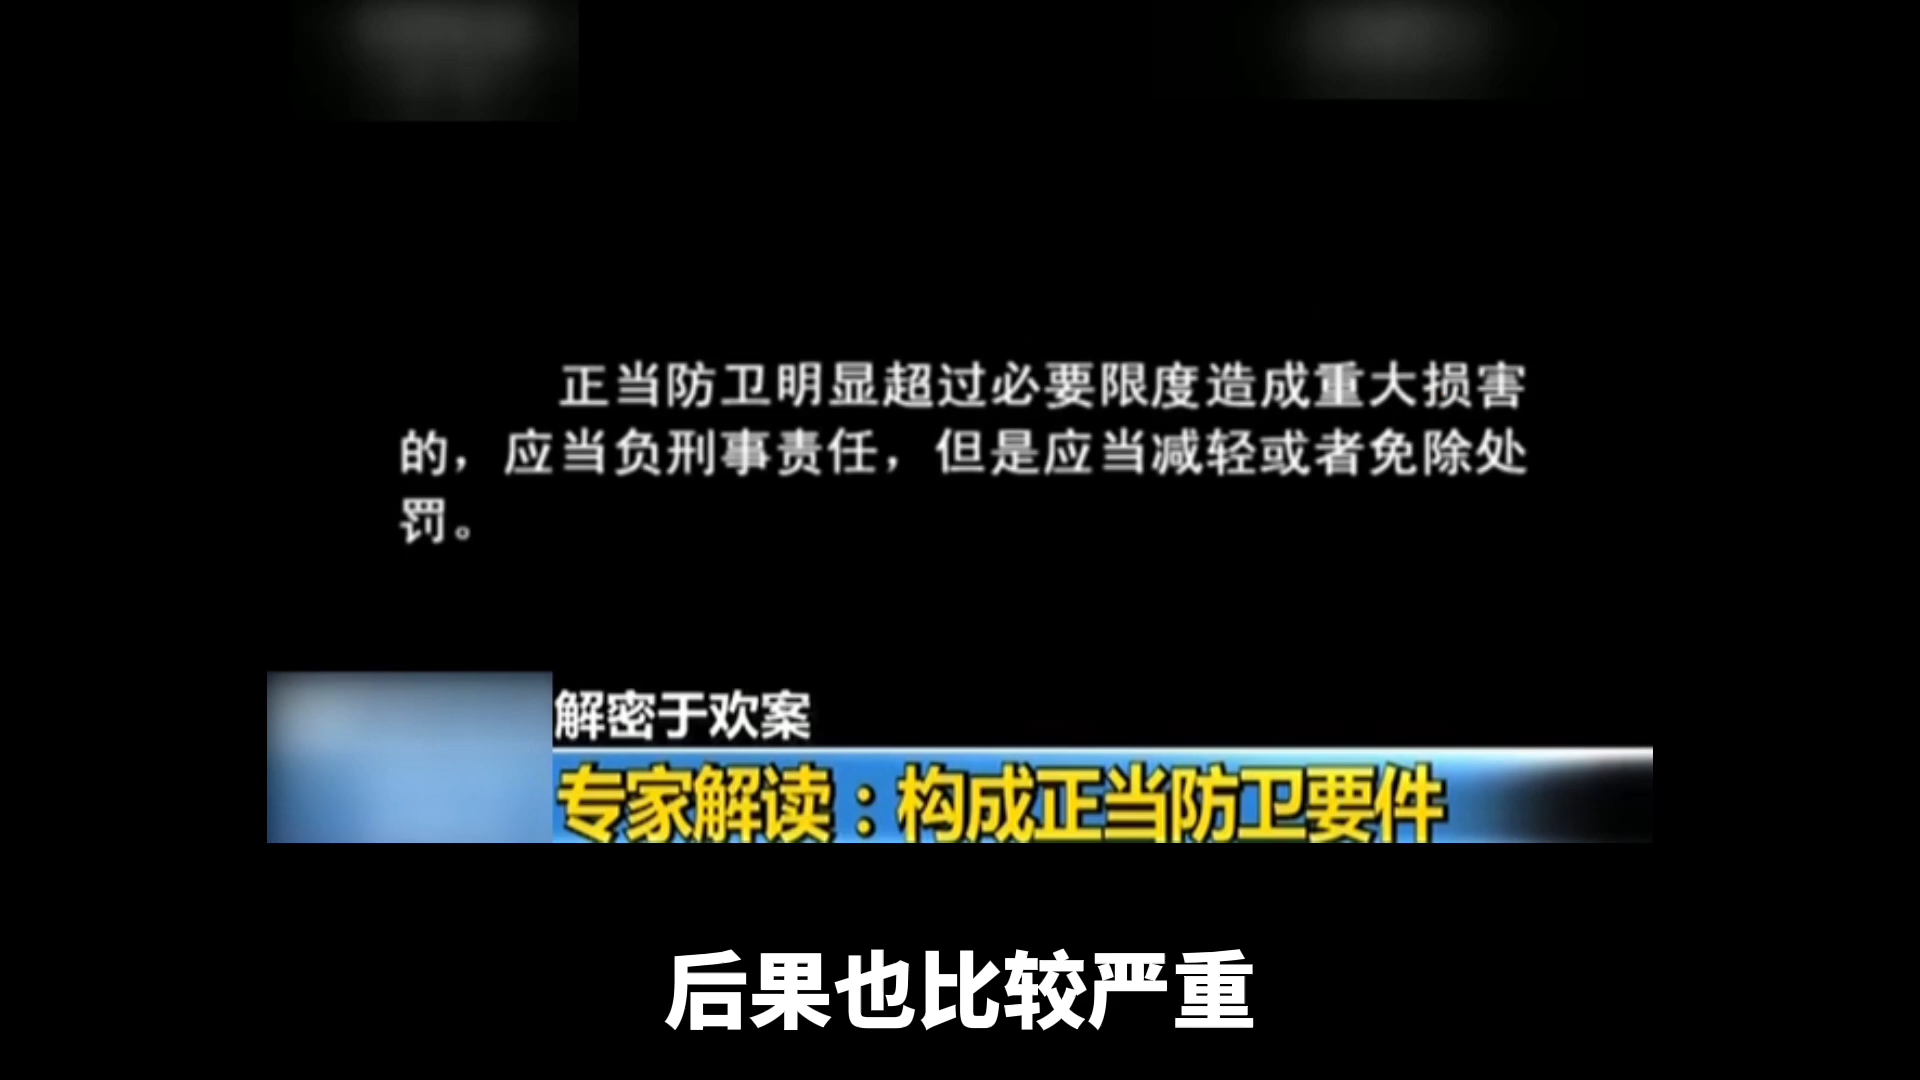 正当防卫明显超过必要限度造成重大损害
的，应当负刑事责任，但是应当减轻或者免除处
罚。
解密于欢案
专家解读：构成正当防卫要件
后果也比较严重